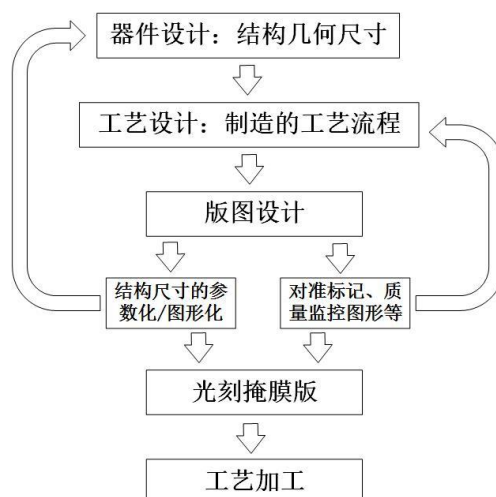 器件设计：结构几何尺寸
工艺设计：制造的工艺流程
版图设计
结构尺寸的参
数化/图形化
对准标记、质
量监控图形等
光刻掩膜版
工艺加工